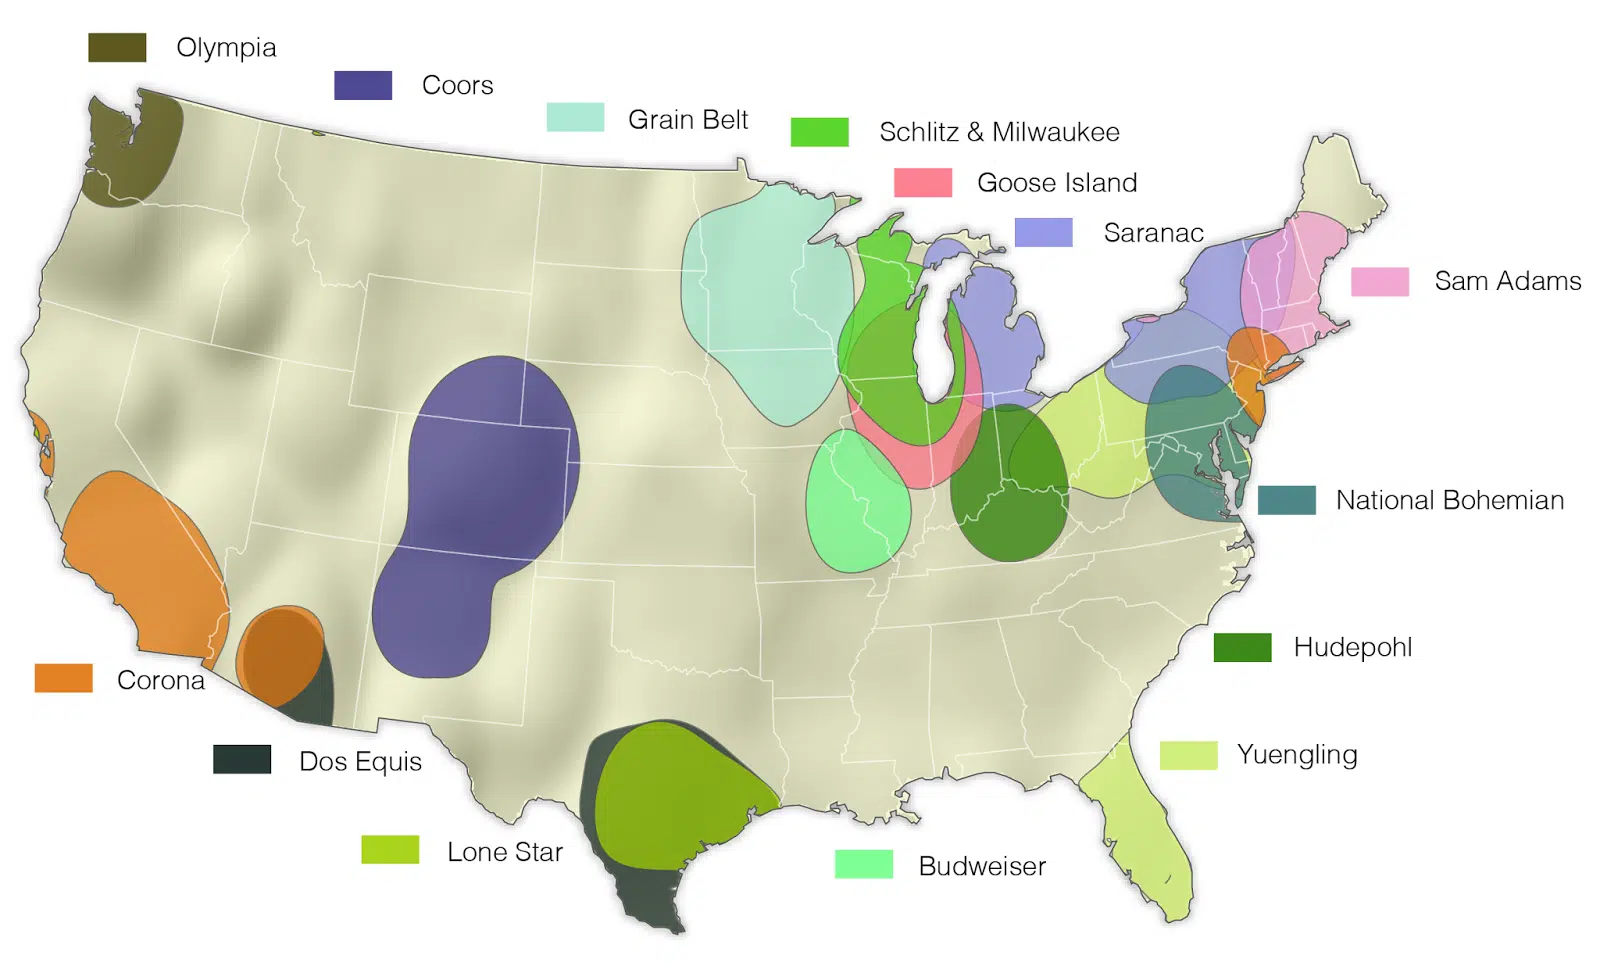 Olympia
Coors
Grain Belt
Schlitz & Milwaukee
Goose Island
Saranac
Sam Adams
National Bohemian
Hudepohl
Corona
Yuengling
Dos Equis
Lone Star
Budweiser